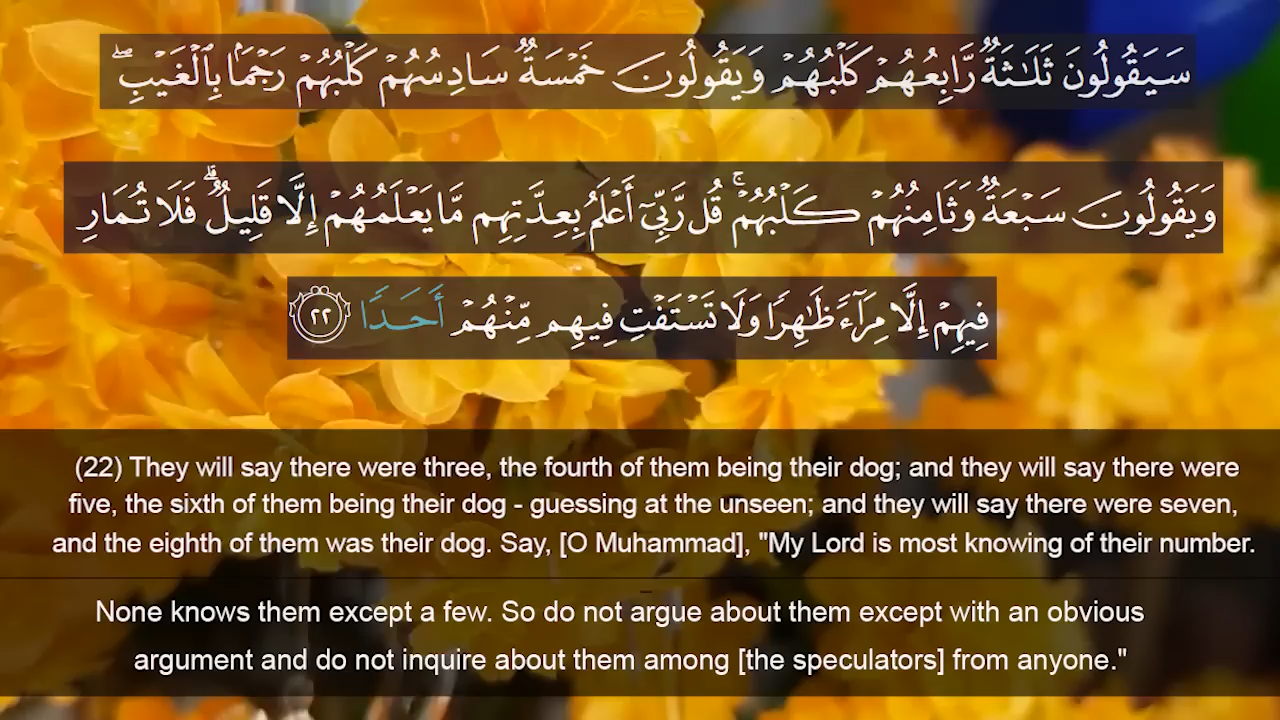 سَيَقُولُونَ ثَلَـٰثَةٌ رَّابِعُهُمْ كَلْبُهُمْ وَيَقُولُونَ خَمْسَةٌ سَادِسُهُمْ كَلْبُهُمْ رَجْمًۢا بِٱلْغَيْبِ ۖ
وَيَقُولُونَ سَبْعَةٌ وَثَامِنُهُمْ كَلْبُهُمْ ۚ قُل رَّبِّىٓ أَعْلَمُ بِعِدَّتِهِم مَّا يَعْلَمُهُمْ إِلَّا قَلِيلٌ ۗ فَلَا تُمَارِ
فِيهِمْ إِلَّا مِرَآءً ظَـٰهِرًا وَلَا تَسْتَفْتِ فِيهِم مِّنْهُمْ أَحَدًا ٢٢
(22) They will say there were three, the fourth of them being their dog; and they will say there were
five, the sixth of them being their dog - guessing at the unseen; and they will say there were seven,
and the eighth of them was their dog. Say, [O Muhammad], "My Lord is most knowing of their number.
None knows them except a few. So do not argue about them except with an obvious
argument and do not inquire about them among [the speculators] from anyone."